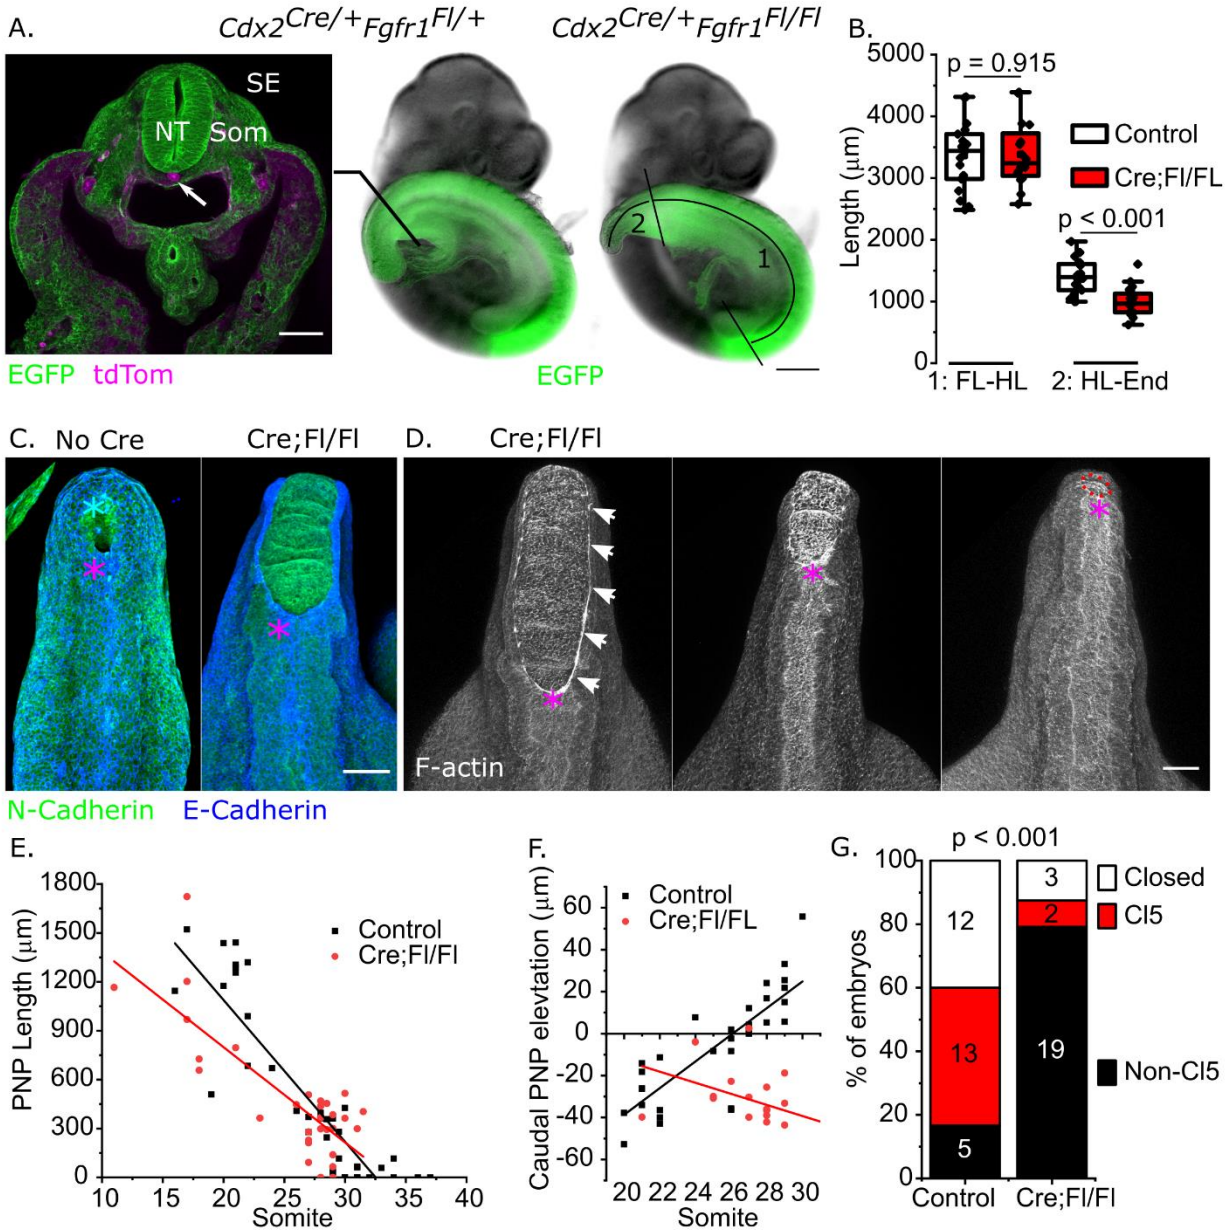 A.
Cdx2Cre/+Fgfr1Fl/+
Cdx2Cre/+Fgfr1Fl/Fl
SE
NT
Som
EGFP tdTom
2
1
EGFP
B.
5000
4000
3000
2000
1000
0
Length (μm)
p = 0.915
Control
Cre;Fl/FL
p < 0.001
1: FL-HL
2: HL-End
C.
No Cre
Cre;Fl/Fl
*
*
*
N-Cadherin E-Cadherin
D.
Cre;Fl/Fl
*
*
*
F-actin
E.
1800
1500
1200
900
600
300
0
PNP Length (μm)
Control
Cre;Fl/Fl
10 15 20 25 30 35 40
Somite
F.
60
40
20
0
-20
-40
-60
Caudal PNP elevtation (μm)
Control
Cre;Fl/FL
20 22 24 26 28 30
Somite
G.
p < 0.001
100
80
60
40
20
0
% of embryos
12
13
5
3
2
19
Closed
Cl5
Non-Cl5
Control
Cre;Fl/Fl